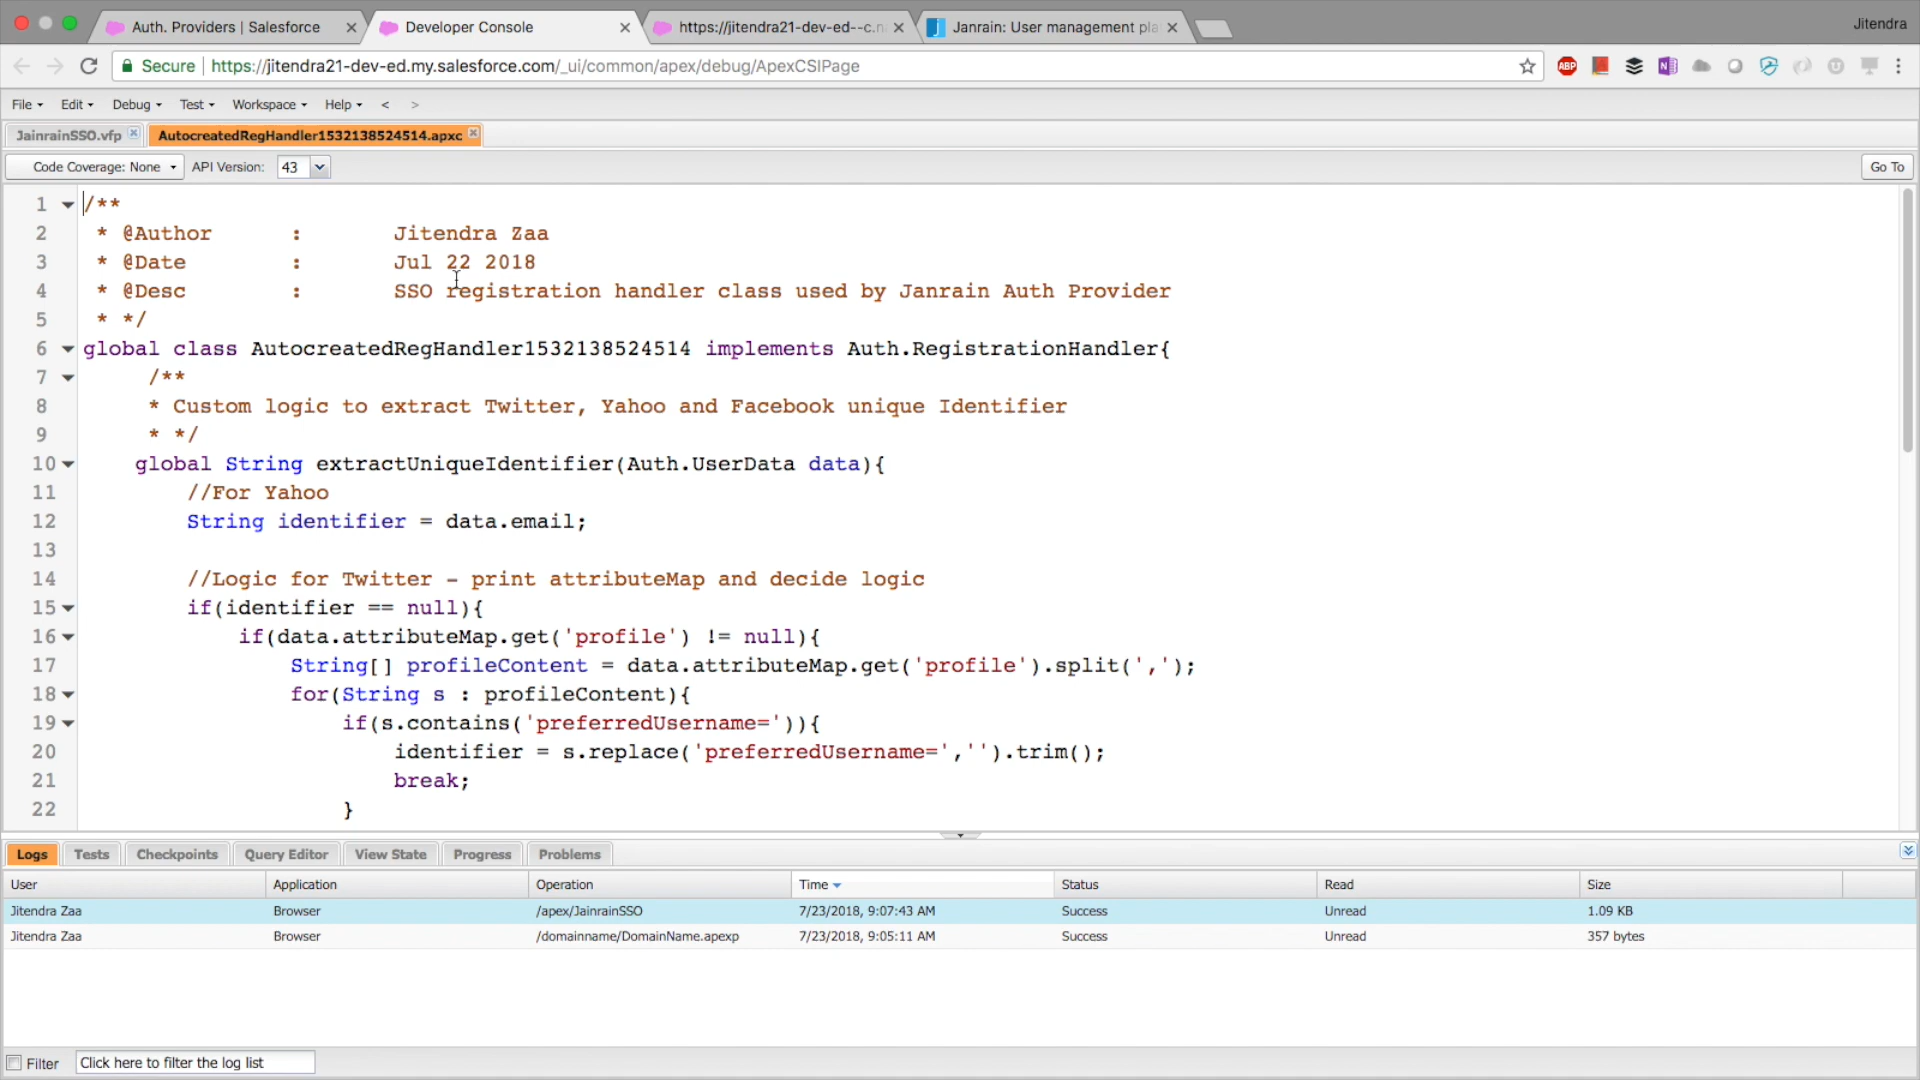 Auth. Providers | Salesforce
Developer Console
https://jitendra21-dev-ed--c.n
Janrain: User management pla
Jitendra
Secure
https://jitendra21-dev-ed.my.salesforce.com/_ui/common/apex/debug/ApexCSIPage
ABP
File
Edit
Debug
Test
Workspace
Help
<
>
JainrainSSO.vfp
AutocreatedRegHandler1532138524514.apxc
Code Coverage: None
API Version:
43
Go To
1 /**
2 * @Author : Jitendra Zaa
3 * @Date : Jul 22 2018
4 * @Desc : SSO registration handler class used by Janrain Auth Provider
5 * */
6 global class AutocreatedRegHandler1532138524514 implements Auth.RegistrationHandler{
7 /**
8 * Custom logic to extract Twitter, Yahoo and Facebook unique Identifier
9 * */
10 global String extractUniqueIdentifier(Auth.UserData data){
11 //For Yahoo
12 String identifier = data.email;
13
14 //Logic for Twitter - print attributeMap and decide logic
15 if(identifier == null){
16 if(data.attributeMap.get('profile') != null){
17 String[] profileContent = data.attributeMap.get('profile').split(',');
18 for(String s : profileContent){
19 if(s.contains('preferredUsername=')){
20 identifier = s.replace('preferredUsername=','').trim();
21 break;
22 }
Logs
Tests
Checkpoints
Query Editor
View State
Progress
Problems
User Application Operation Time Status Read Size
Jitendra Zaa Browser /apex/JainrainSSO 7/23/2018, 9:07:43 AM Success Unread 1.09 KB
Jitendra Zaa Browser /domainname/DomainName.apexp 7/23/2018, 9:05:11 AM Success Unread 357 bytes
Filter
Click here to filter the log list